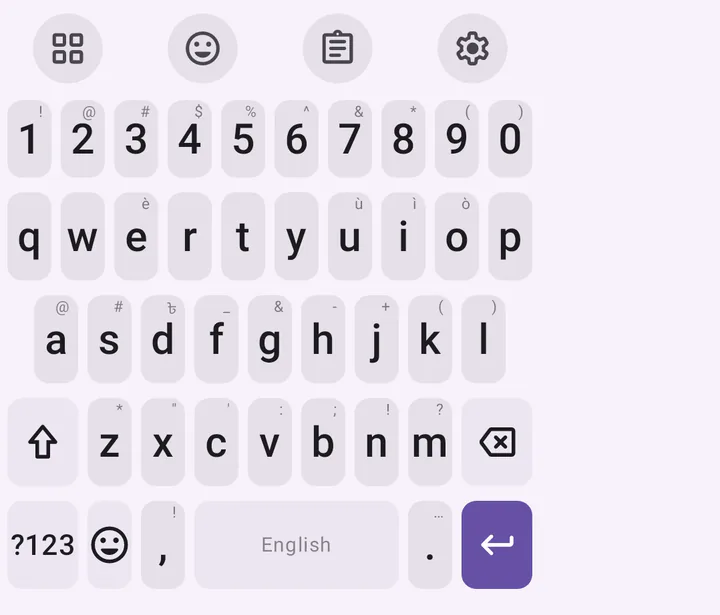 ! @ # $ % ^ & * ( )
1 2 3 4 5 6 7 8 9 0
è ù ì ò
q w e r t y u i o p
@ # _ & - + ( )
a s d f g h j k l
* " ' : ; ! ?
z x c v b n m
! …
?123 , English .